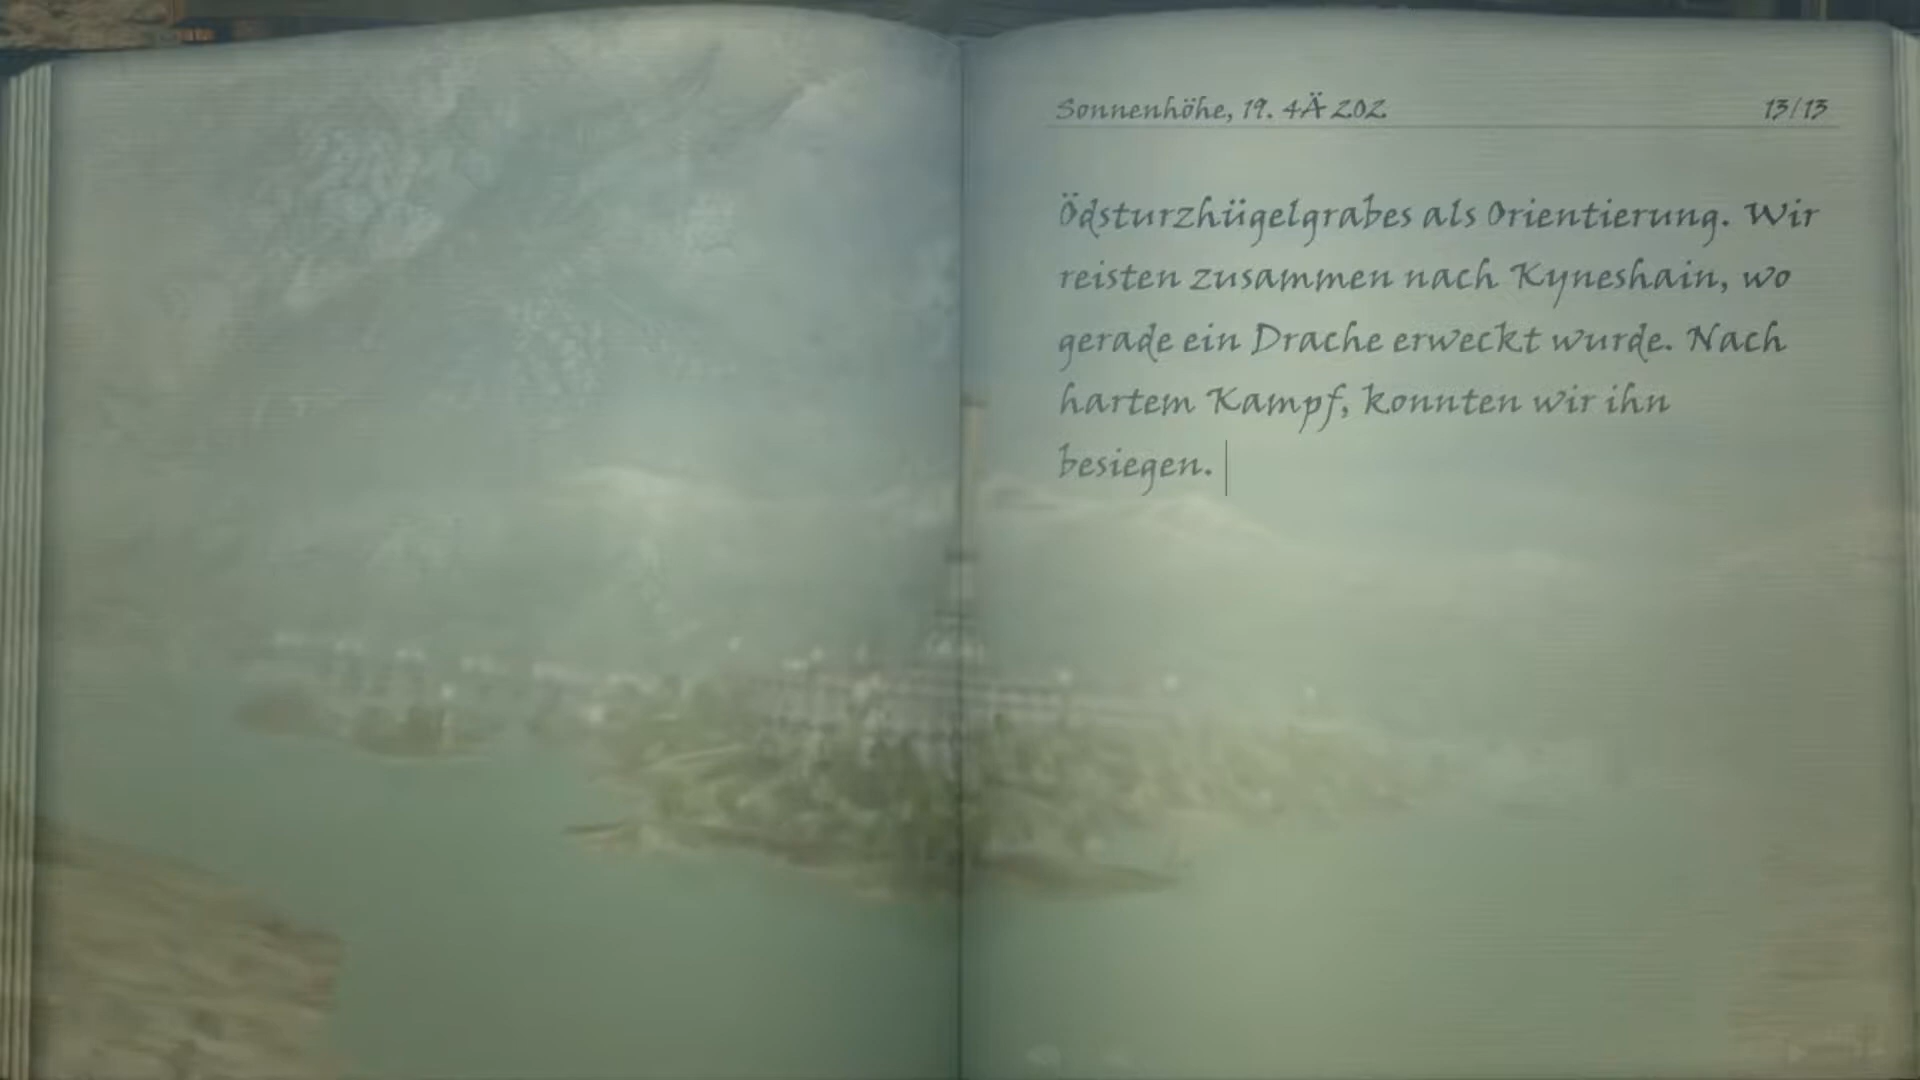 Sonnenhöhe, 19. 4Ä 202
13/13
Ödsturzhügelgrabes als Orientierung. Wir
reisten zusammen nach Kyneshain, wo
gerade ein Drache erweckt wurde. Nach
hartem Kampf, konnten wir ihn
besiegen.